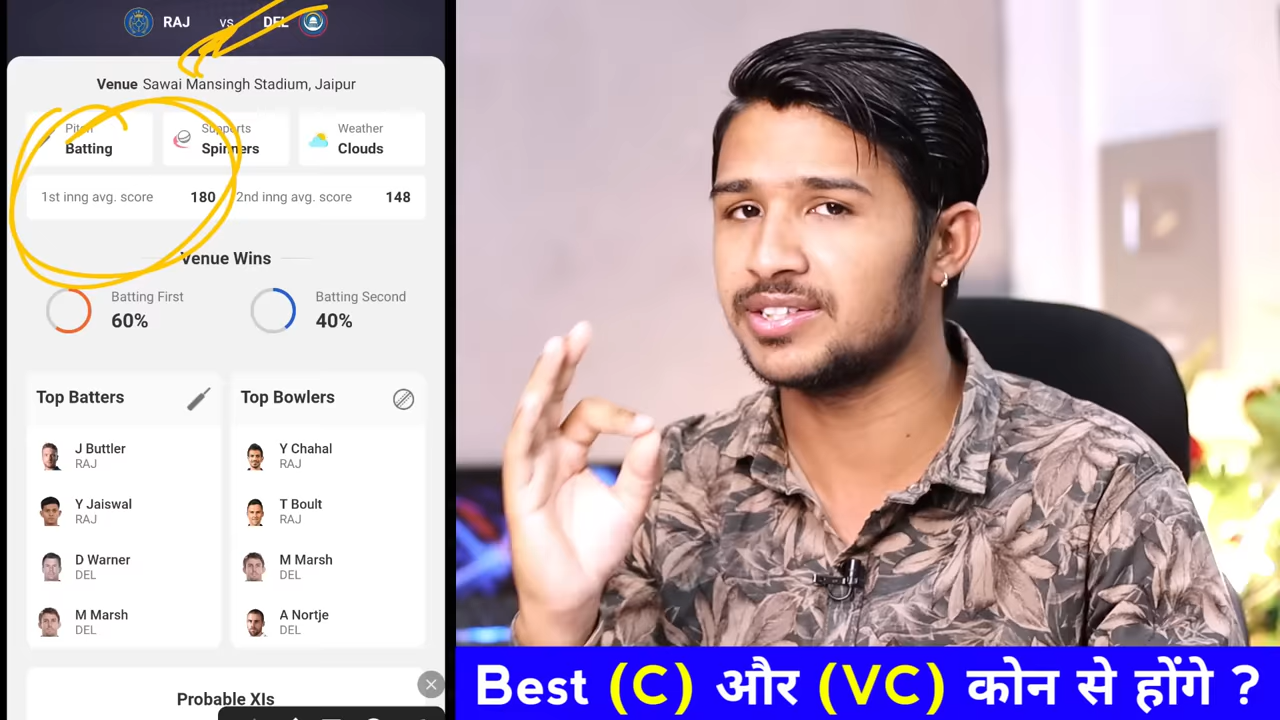 RAJ vs DEL
Venue Sawai Mansingh Stadium, Jaipur
Pitch
Batting
Supports
Spinners
Weather
Clouds
1st inng avg. score 180
2nd inng avg. score 148
Venue Wins
Batting First
60%
Batting Second
40%
Top Batters
J Buttler
RAJ
Y Jaiswal
RAJ
D Warner
DEL
M Marsh
DEL
Top Bowlers
Y Chahal
RAJ
T Boult
RAJ
M Marsh
DEL
A Nortje
DEL
Probable XIs
Best (C) और (VC) कोन से होंगे ?